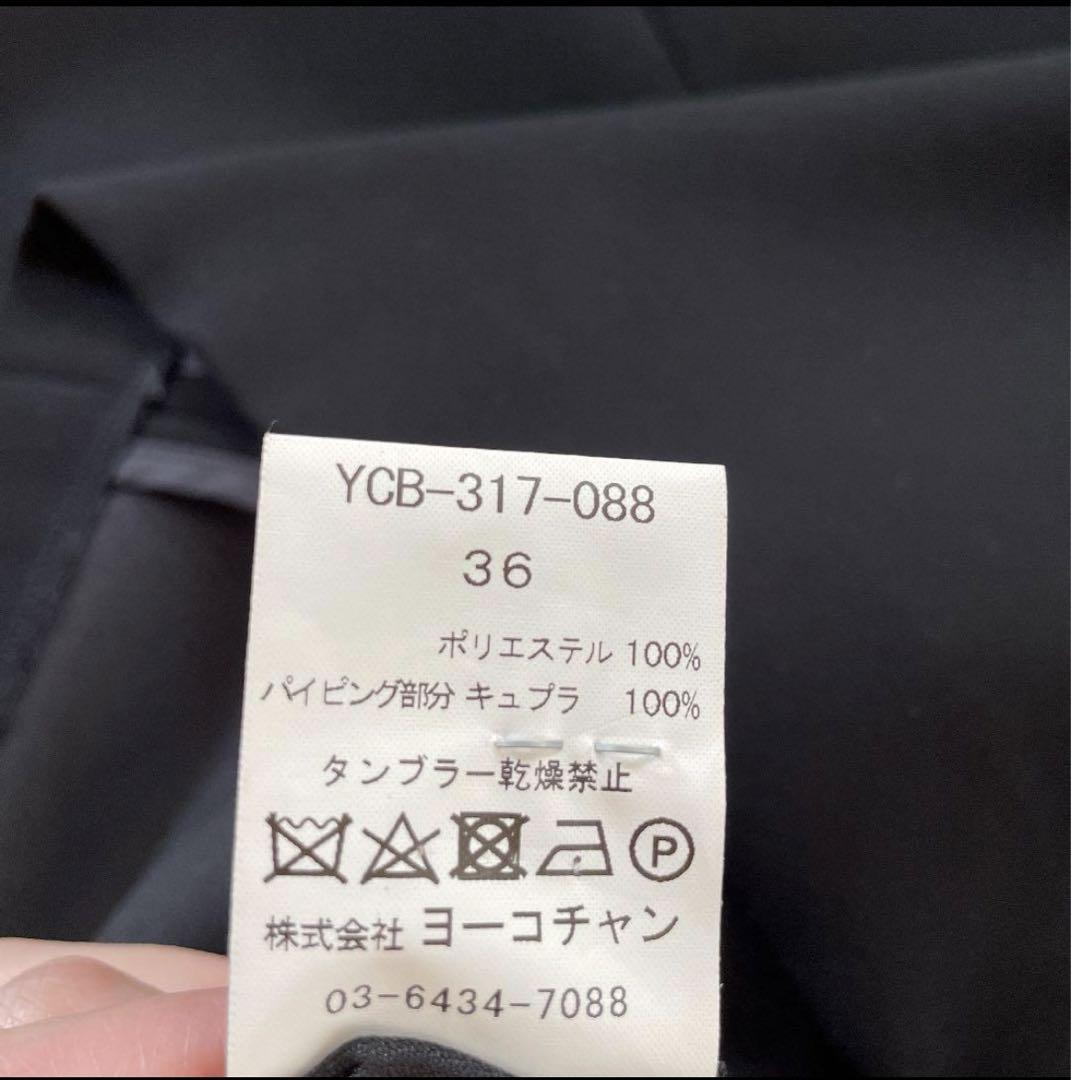 YCB-317-088
36
ポリエステル 100%
パイピング部分 キュプラ 100%
タンブラー乾燥禁止
P
株式会社 ヨーコチャン
03-6434-7088